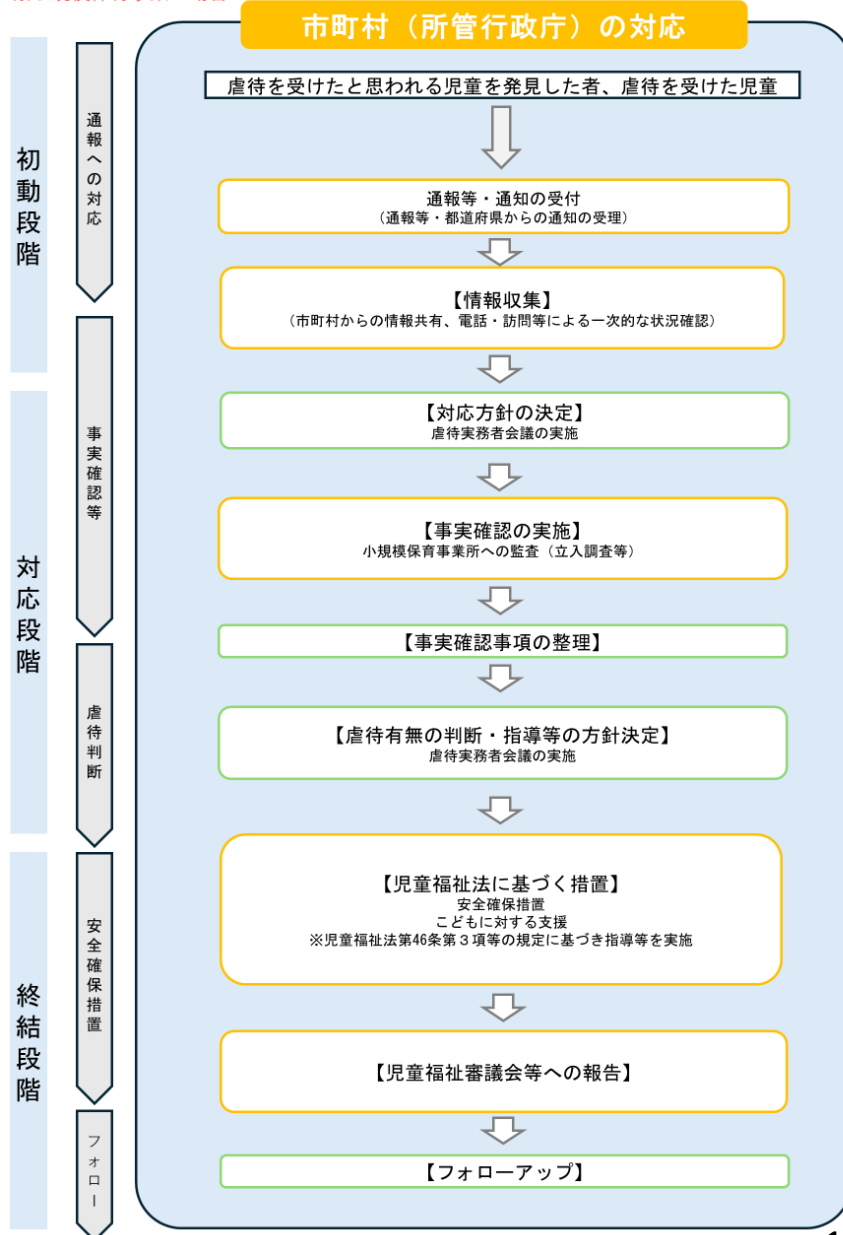 市町村（所管行政庁）の対応
虐待を受けたと思われる児童を発見した者、虐待を受けた児童
初動段階
通報への対応
通報等・通知の受付
（通報等・都道府県からの通知の受理）
【情報収集】
（市町村からの情報共有、電話・訪問等による一次的な状況確認）
対応段階
事実確認等
【対応方針の決定】
虐待実務者会議の実施
【事実確認の実施】
小規模保育事業所への監査（立入調査等）
【事実確認事項の整理】
虐待判断
【虐待有無の判断・指導等の方針決定】
虐待実務者会議の実施
終結段階
安全確保措置
【児童福祉法に基づく措置】
安全確保措置
こどもに対する支援
※児童福祉法第46条第３項等の規定に基づき指導等を実施
【児童福祉審議会等への報告】
フォロー
【フォローアップ】